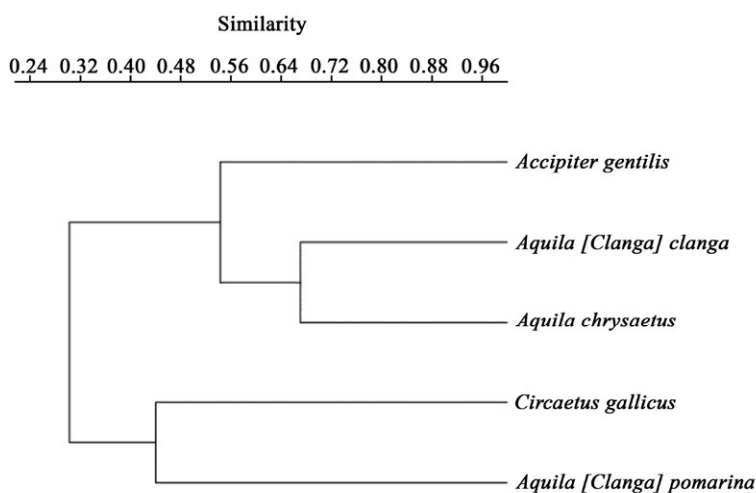 Similarity
0.24 0.32 0.40 0.48 0.56 0.64 0.72 0.80 0.88 0.96
Accipiter gentilis
Aquila [Clanga] clanga
Aquila chrysaetus
Circaetus gallicus
Aquila [Clanga] pomarina